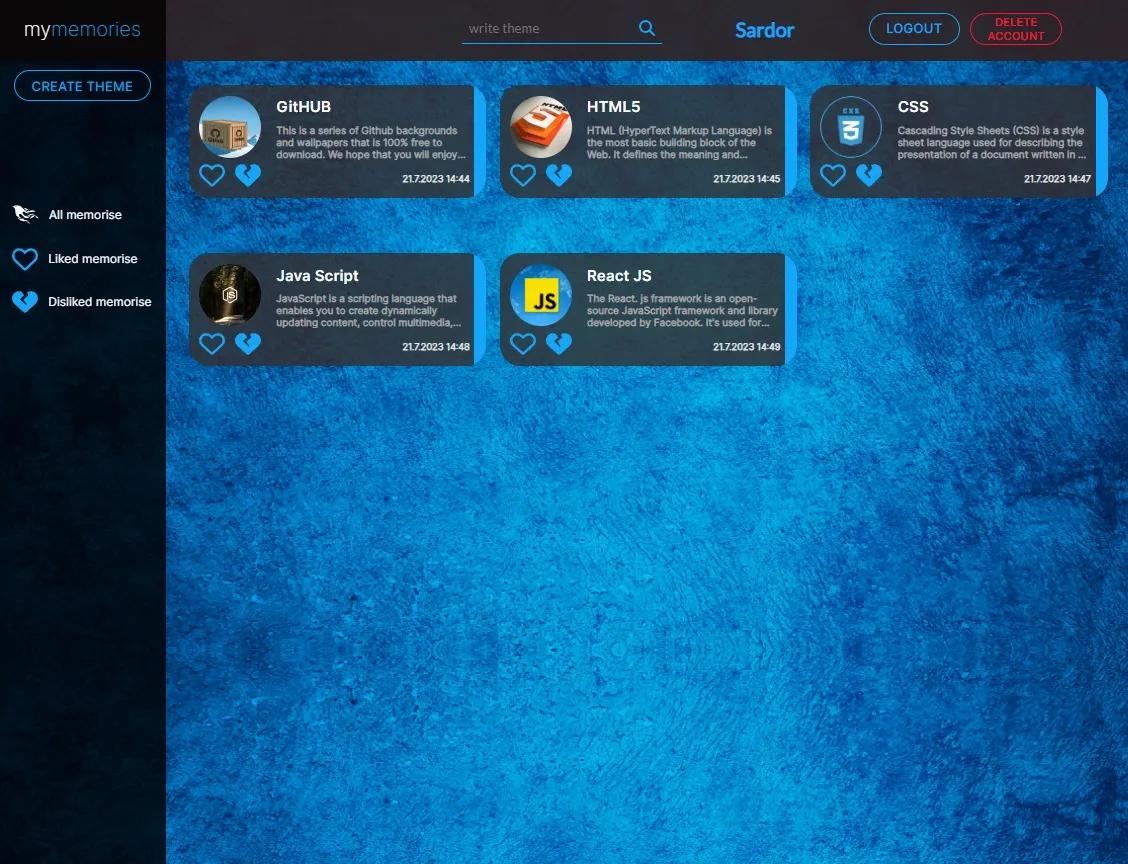 mymemories
write theme
Sardor
LOGOUT
DELETE
ACCOUNT
CREATE THEME
All memorise
Liked memorise
Disliked memorise
GitHUB
This is a series of Github backgrounds
and wallpapers that is 100% free to
download. We hope that you will enjoy...
21.7.2023 14:44
HTML
HTML5
HTML (HyperText Markup Language) is
the most basic building block of the
Web. It defines the meaning and...
21.7.2023 14:45
CSS
3
CSS
Cascading Style Sheets (CSS) is a style
sheet language used for describing the
presentation of a document written in ...
21.7.2023 14:47
JS
Java Script
JavaScript is a scripting language that
enables you to create dynamically
updating content, control multimedia,...
21.7.2023 14:48
JS
React JS
The React. js framework is an open-
source JavaScript framework and library
developed by Facebook. It's used for...
21.7.2023 14:49